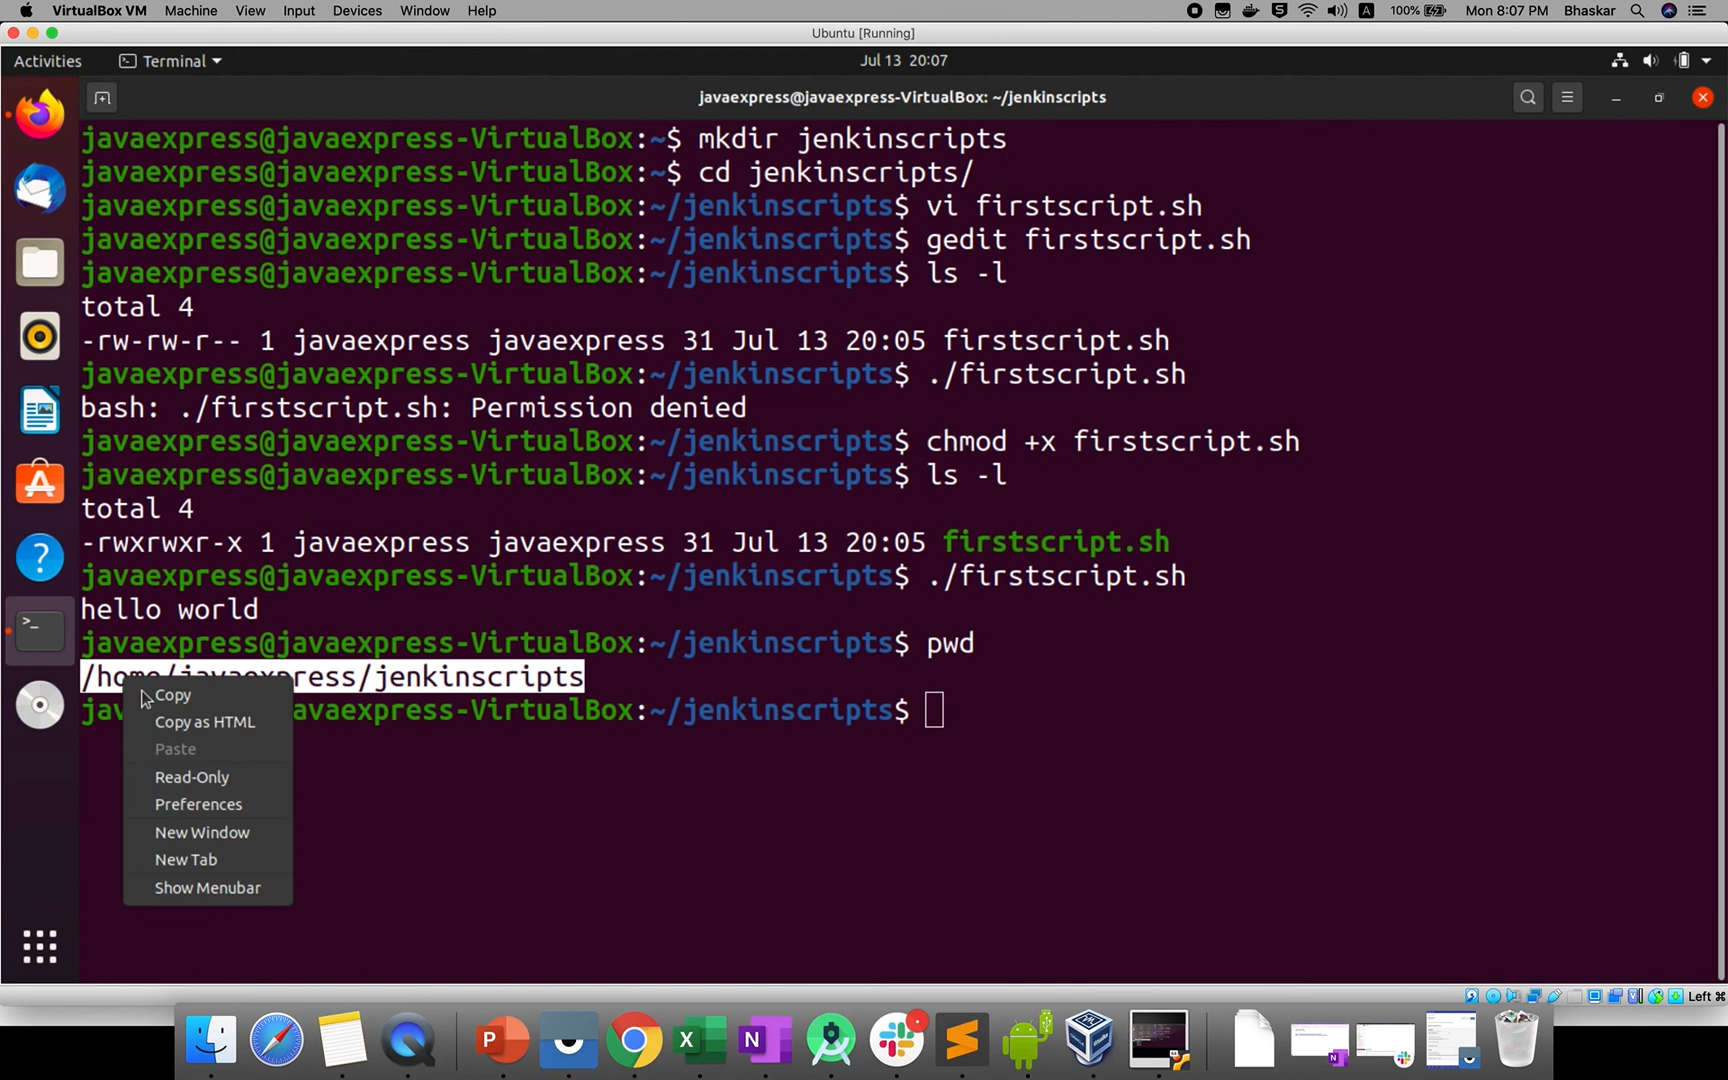 VirtualBox VM Machine View Input Devices Window Help A 100% Mon 8:07 PM Bhaskar
Ubuntu [Running]
Activities Terminal Jul 13 20:07
javaexpress@javaexpress-VirtualBox: ~/jenkinscripts
javaexpress@javaexpress-VirtualBox:~$ mkdir jenkinscripts
javaexpress@javaexpress-VirtualBox:~$ cd jenkinscripts/
javaexpress@javaexpress-VirtualBox:~/jenkinscripts$ vi firstscript.sh
javaexpress@javaexpress-VirtualBox:~/jenkinscripts$ gedit firstscript.sh
javaexpress@javaexpress-VirtualBox:~/jenkinscripts$ ls -l
total 4
-rw-rw-r-- 1 javaexpress javaexpress 31 Jul 13 20:05 firstscript.sh
javaexpress@javaexpress-VirtualBox:~/jenkinscripts$ ./firstscript.sh
bash: ./firstscript.sh: Permission denied
javaexpress@javaexpress-VirtualBox:~/jenkinscripts$ chmod +x firstscript.sh
javaexpress@javaexpress-VirtualBox:~/jenkinscripts$ ls -l
total 4
-rwxrwxr-x 1 javaexpress javaexpress 31 Jul 13 20:05 firstscript.sh
javaexpress@javaexpress-VirtualBox:~/jenkinscripts$ ./firstscript.sh
hello world
javaexpress@javaexpress-VirtualBox:~/jenkinscripts$ pwd
/home/javaexpress/jenkinscripts
jav avaexpress-VirtualBox:~/jenkinscripts$
Copy
Copy as HTML
Paste
Read-Only
Preferences
New Window
New Tab
Show Menubar
Left ⌘